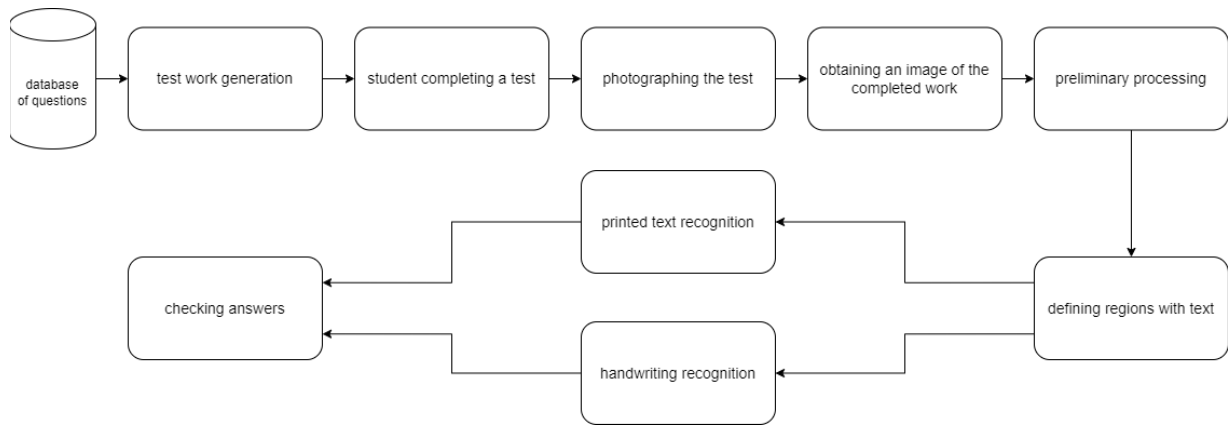 database
of questions
test work generation
student completing a test
photographing the test
obtaining an image of the
completed work
preliminary processing
printed text recognition
checking answers
defining regions with text
handwriting recognition